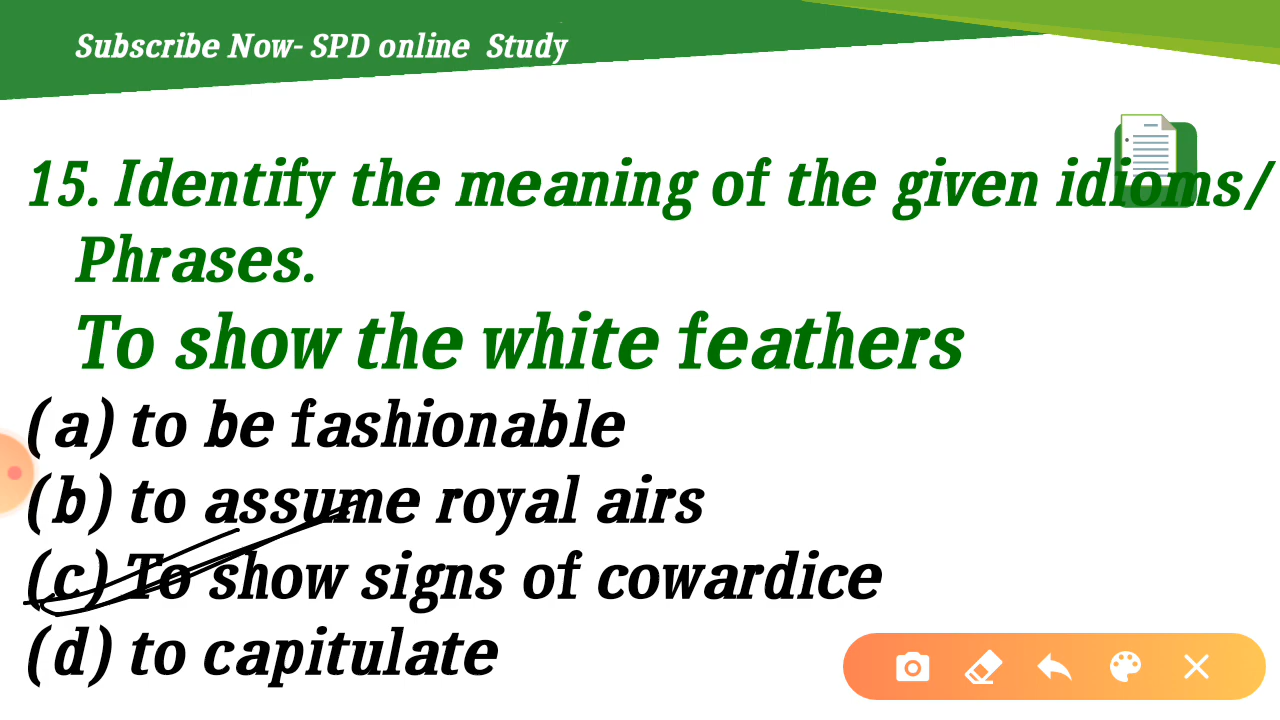 Subscribe Now- SPD online Study
15. Identify the meaning of the given idioms/
Phrases.
To show the white feathers
(a) to be fashionable
(b) to assume royal airs
(c) To show signs of cowardice
(d) to capitulate